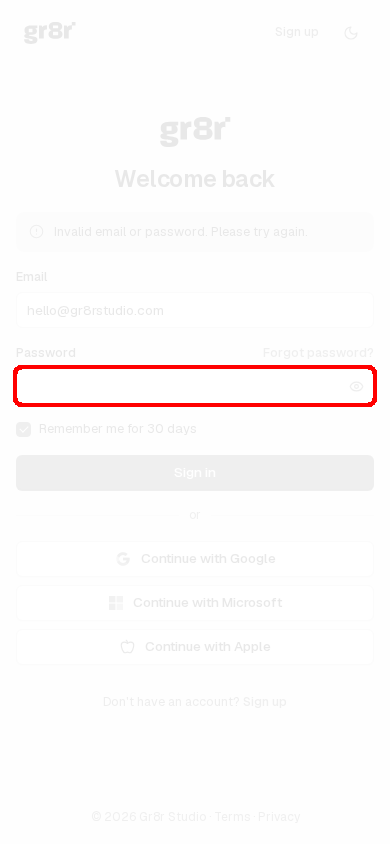 gr8r
Sign up
gr8r
Welcome back
Invalid email or password. Please try again.
Email
hello@gr8rstudio.com
Password Forgot password?
Remember me for 30 days
Sign in
or
Continue with Google
Continue with Microsoft
Continue with Apple
Don't have an account? Sign up
© 2026 Gr8r Studio · Terms · Privacy